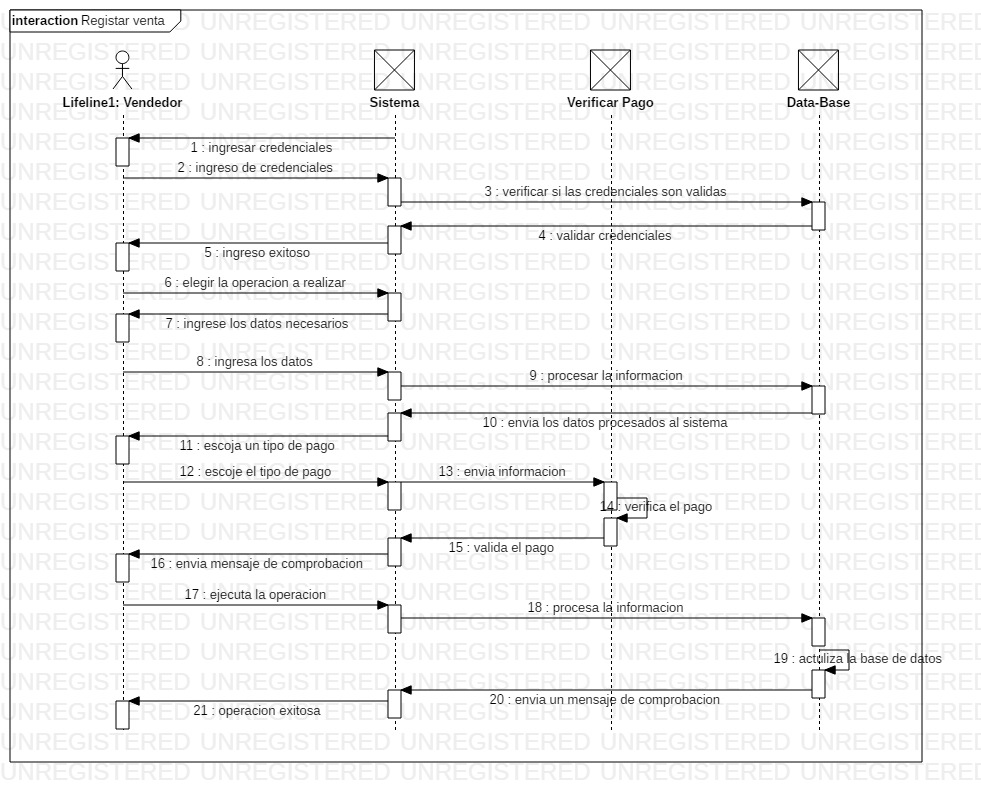 interaction Registar venta
Lifeline1: Vendedor
Sistema
Verificar Pago
Data-Base
1 : ingresar credenciales
2 : ingreso de credenciales
3 : verificar si las credenciales son validas
4 : validar credenciales
5 : ingreso exitoso
6 : elegir la operacion a realizar
7 : ingrese los datos necesarios
8 : ingresa los datos
9 : procesar la informacion
10 : envia los datos procesados al sistema
11 : escoja un tipo de pago
12 : escoje el tipo de pago
13 : envia informacion
14 : verifica el pago
15 : valida el pago
16 : envia mensaje de comprobacion
17 : ejecuta la operacion
18 : procesa la informacion
19 : actuliza la base de datos
20 : envia un mensaje de comprobacion
21 : operacion exitosa
UNREGISTERED